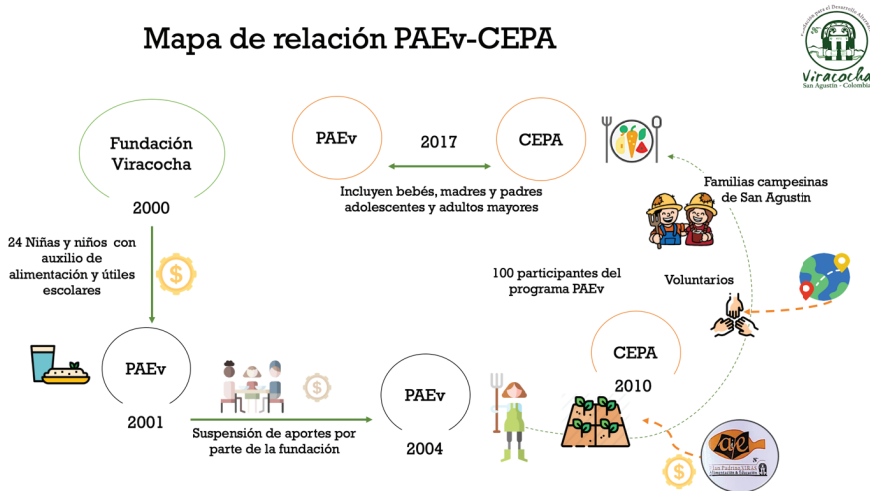 Mapa de relación PAEv-CEPA
Viracocha
San Agustín - Colombia
Fundación
Viracocha
2000
PAEv
2017
CEPA
Incluyen bebés, madres y padres
adolescentes y adultos mayores
Familias campesinas
de San Agustin
24 Niñas y niños con
auxilio de
alimentación y útiles
escolares
$
100 participantes del
programa PAEv
Voluntarios
PAEv
2001
$
Suspensión de aportes por
parte de la fundación
PAEv
2004
CEPA
2010
$